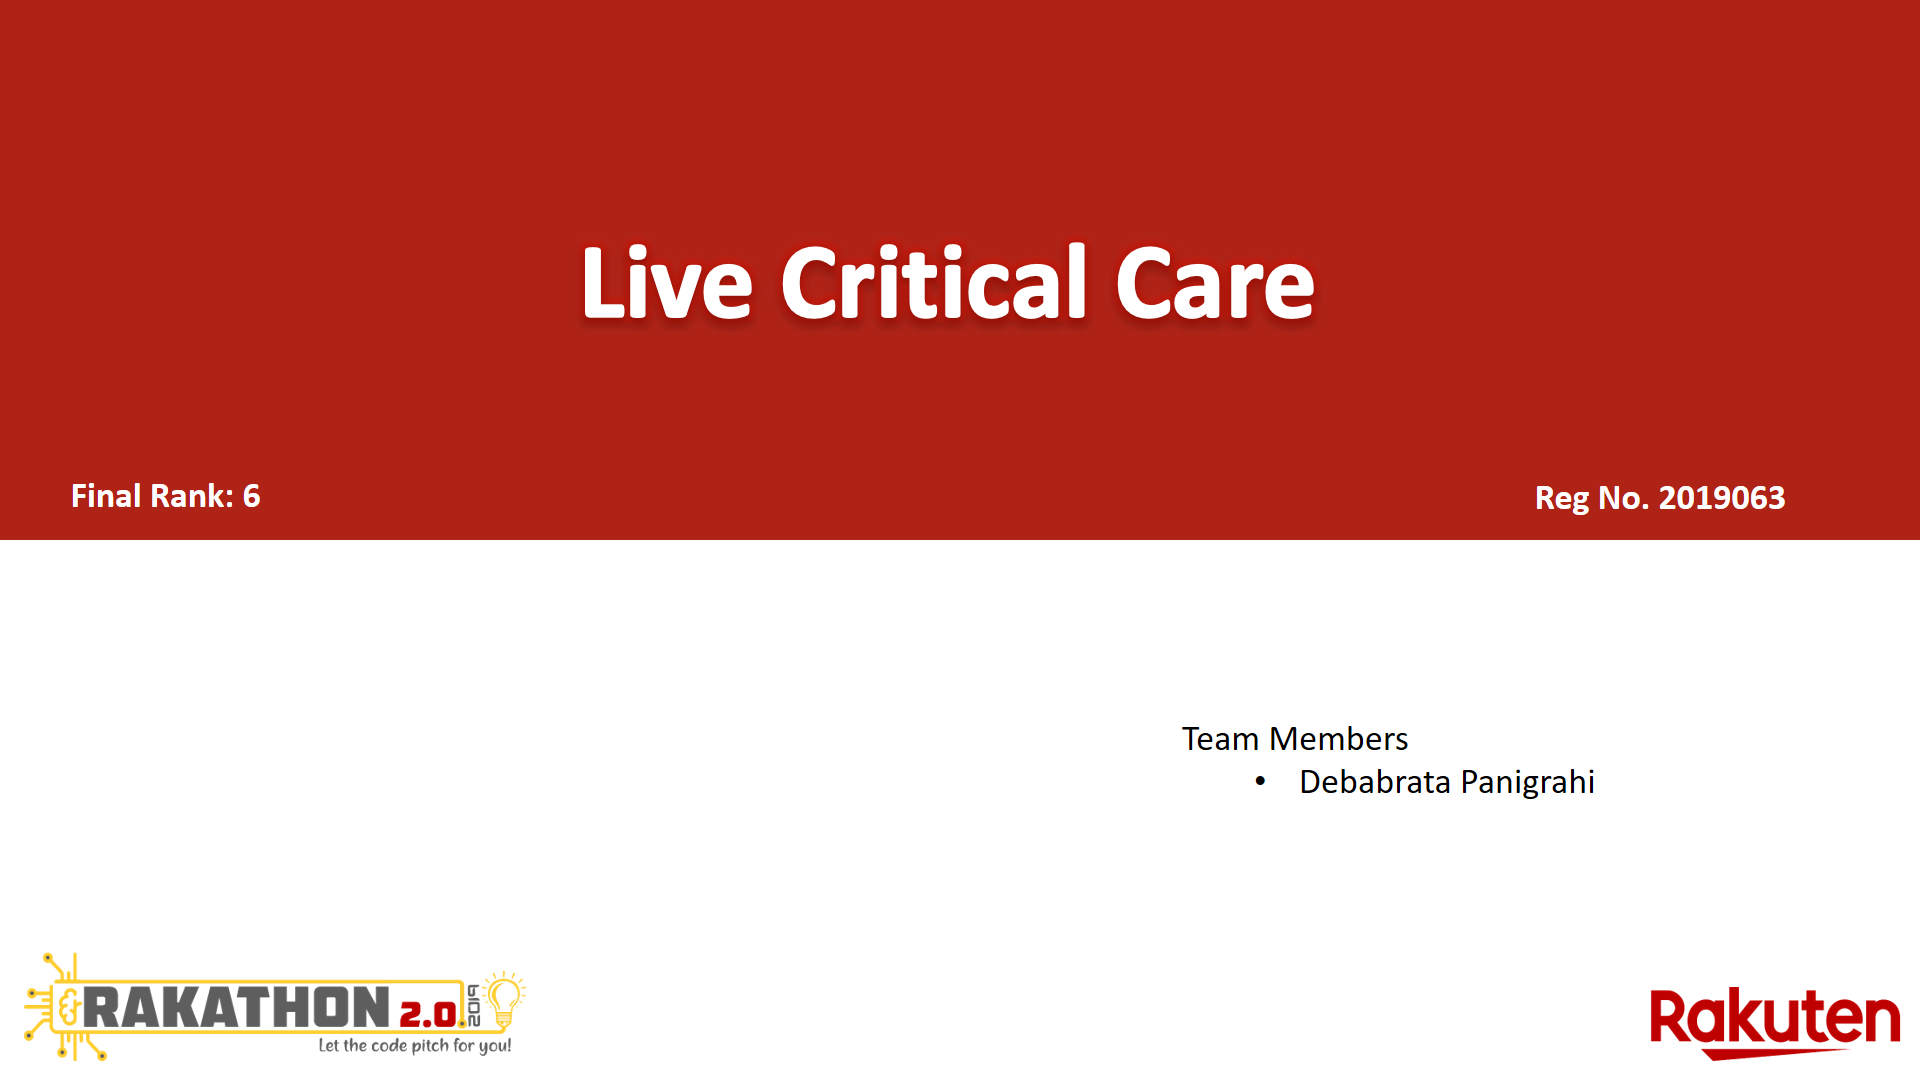 Live Critical Care
Final Rank: 6
Reg No. 2019063
Team Members
• Debabrata Panigrahi
RAKATHON 2.0 2019
Let the code pitch for you!
Rakuten